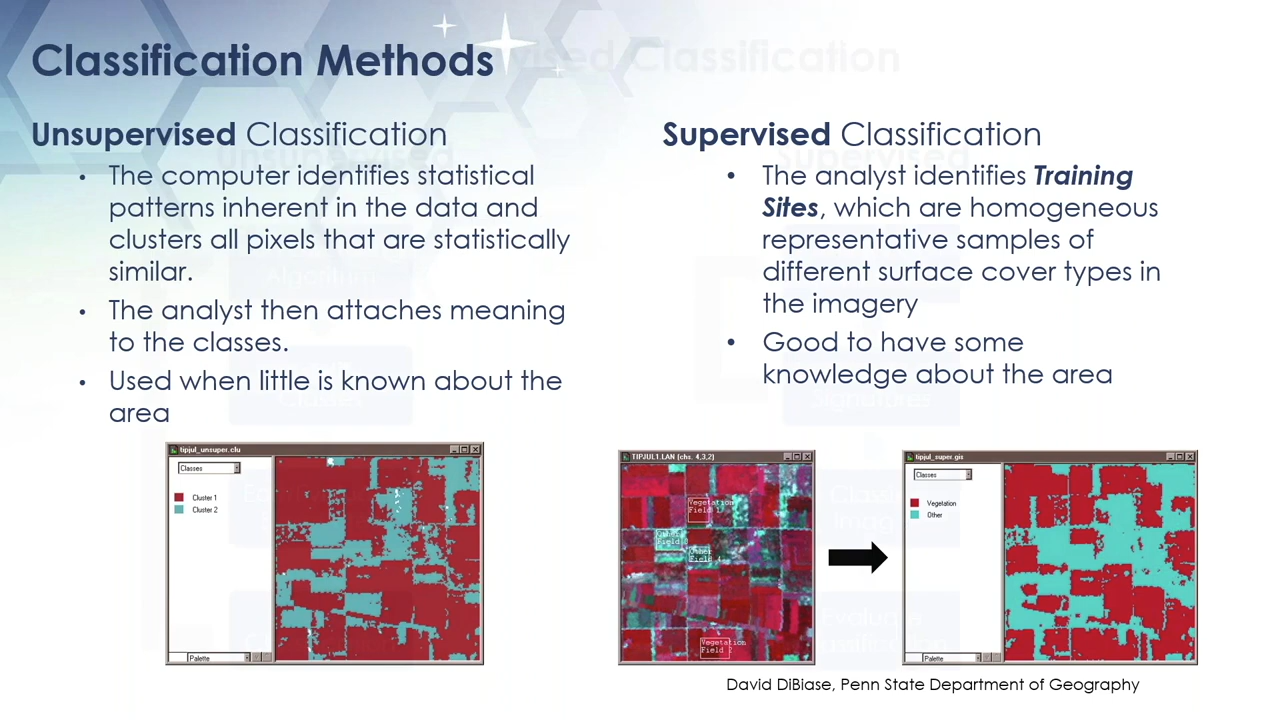 Classification Methods
Unsupervised Classification
• The computer identifies statistical
patterns inherent in the data and
clusters all pixels that are statistically
similar.
• The analyst then attaches meaning
to the classes.
• Used when little is known about the
area
Supervised Classification
• The analyst identifies Training
Sites, which are homogeneous
representative samples of
different surface cover types in
the imagery
• Good to have some
knowledge about the area
tipjul_unsuper.clu
Classes
Cluster 1
Cluster 2
Palette
TIPJUL1.LAN (chs. 4,3,2)
Vegetation
Field 1
Other
Field
Other
Field 4
Vegetation
Field 2
tipjul_super.gis
Classes
Vegetation
Other
Palette
David DiBiase, Penn State Department of Geography